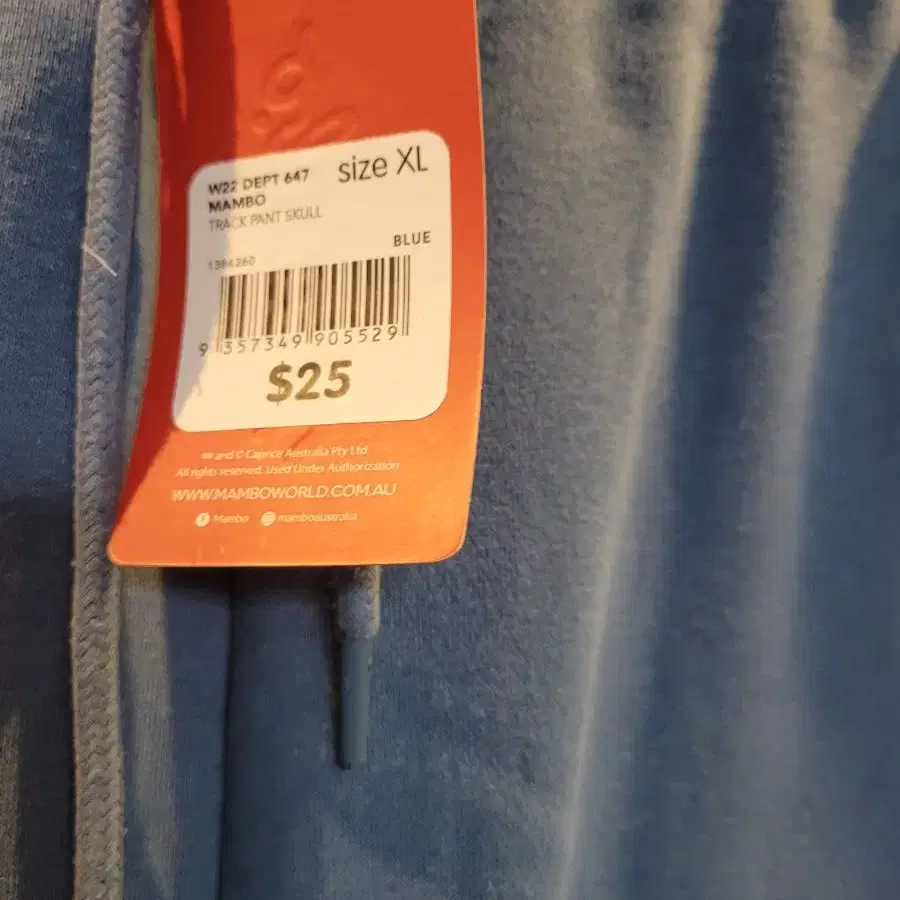 W22 DEPT 647 size XL
MAMBO
TRACK PANT SKULL
BLUE
1384260
9 357349 905529
$25
™ and © Caprice Australia Pty Ltd.
All rights reserved. Used Under Authorization
WWW.MAMBOWORLD.COM.AU
Mambo mamboaustralia